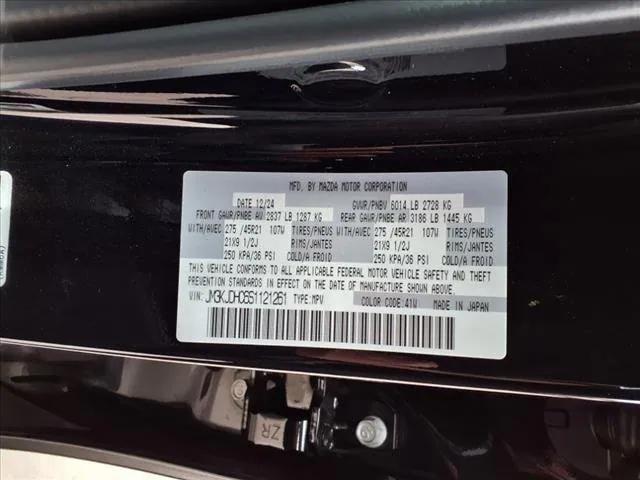 MFD. BY MAZDA MOTOR CORPORATION
DATE 12/24 GVWR/PNBV 6014 LB 2728 KG
FRONT GAWR/PNBE AV 2837 LB 1287 KG REAR GAWR/PNBE AR 3186 LB 1445 KG
WITH/AVEC 275 /45R21 107W TIRES/PNEUS WITH/AVEC 275 /45R21 107W TIRES/PNEUS
21X9 1/2J RIMS/JANTES 21X9 1/2J RIMS/JANTES
250 KPA/36 PSI COLD/A FROID 250 KPA/36 PSI COLD/A FROID
THIS VEHICLE CONFORMS TO ALL APPLICABLE FEDERAL MOTOR VEHICLE SAFETY AND THEFT
PREVENTION STANDARDS IN EFFECT ON THE DATE OF MANUFACTURE SHOWN ABOVE.
VIN: JM3KJDHC6S1121261 TYPE:MPV COLOR CODE:41W MADE IN JAPAN
ZR